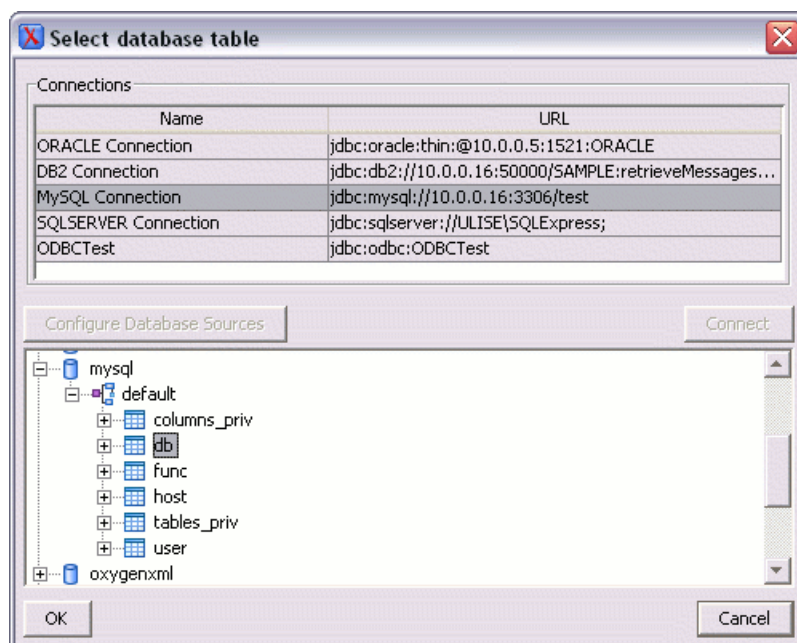 Select database table
Connections
Name URL
ORACLE Connection jdbc:oracle:thin:@10.0.0.5:1521:ORACLE
DB2 Connection jdbc:db2://10.0.0.16:50000/SAMPLE:retrieveMessages...
MySQL Connection jdbc:mysql://10.0.0.16:3306/test
SQLSERVER Connection jdbc:sqlserver://ULISE\SQLExpress;
ODBCTest jdbc:odbc:ODBCTest
Configure Database Sources Connect
mysql
default
columns_priv
db
func
host
tables_priv
user
oxygenxml
OK Cancel